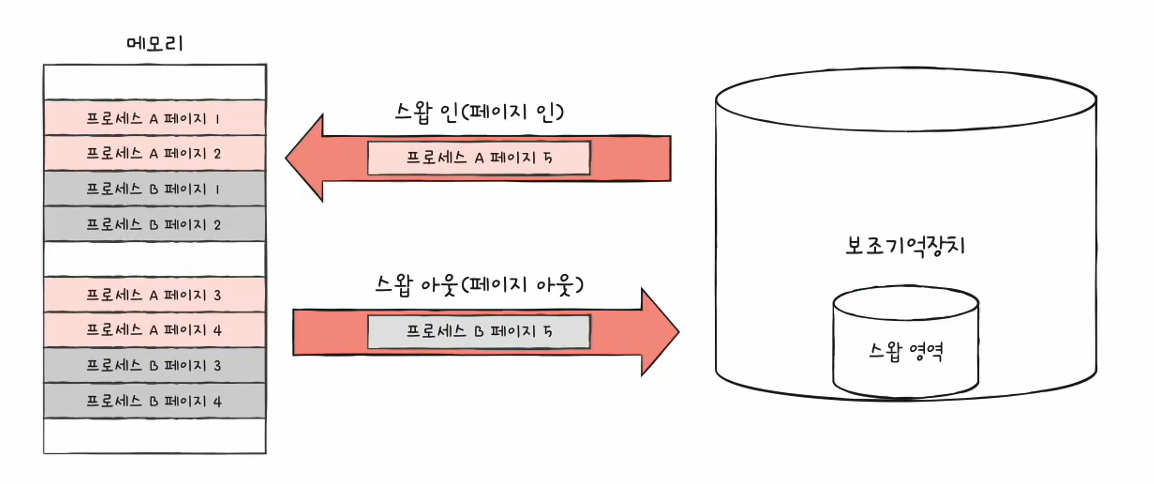 메모리
프로세스 A 페이지 1
프로세스 A 페이지 2
프로세스 B 페이지 1
프로세스 B 페이지 2
프로세스 A 페이지 3
프로세스 A 페이지 4
프로세스 B 페이지 3
프로세스 B 페이지 4
스왑 인(페이지 인)
프로세스 A 페이지 5
스왑 아웃(페이지 아웃)
프로세스 B 페이지 5
보조기억장치
스왑 영역